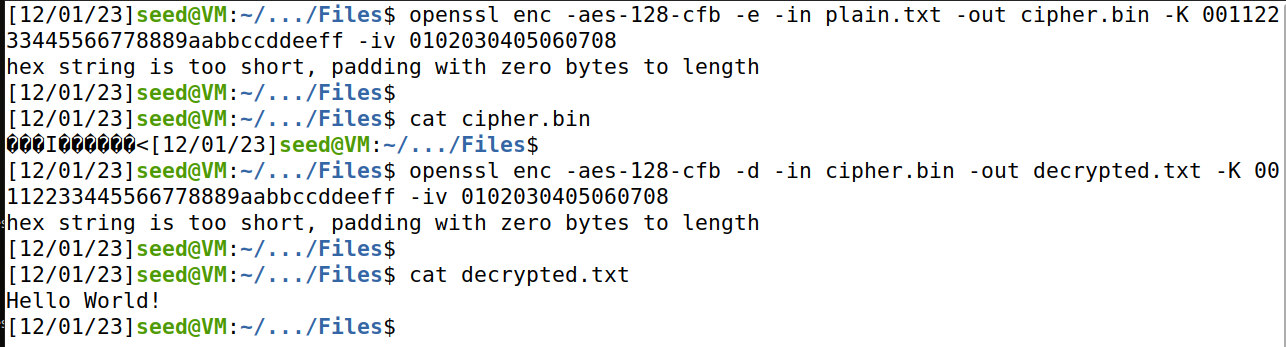 [12/01/23]seed@VM:~/.../Files$ openssl enc -aes-128-cfb -e -in plain.txt -out cipher.bin -K 001122
33445566778889aabbccddeeff -iv 0102030405060708
hex string is too short, padding with zero bytes to length
[12/01/23]seed@VM:~/.../Files$
[12/01/23]seed@VM:~/.../Files$ cat cipher.bin
���I������<[12/01/23]seed@VM:~/.../Files$
[12/01/23]seed@VM:~/.../Files$ openssl enc -aes-128-cfb -d -in cipher.bin -out decrypted.txt -K 00
112233445566778889aabbccddeeff -iv 0102030405060708
hex string is too short, padding with zero bytes to length
[12/01/23]seed@VM:~/.../Files$
[12/01/23]seed@VM:~/.../Files$ cat decrypted.txt
Hello World!
[12/01/23]seed@VM:~/.../Files$